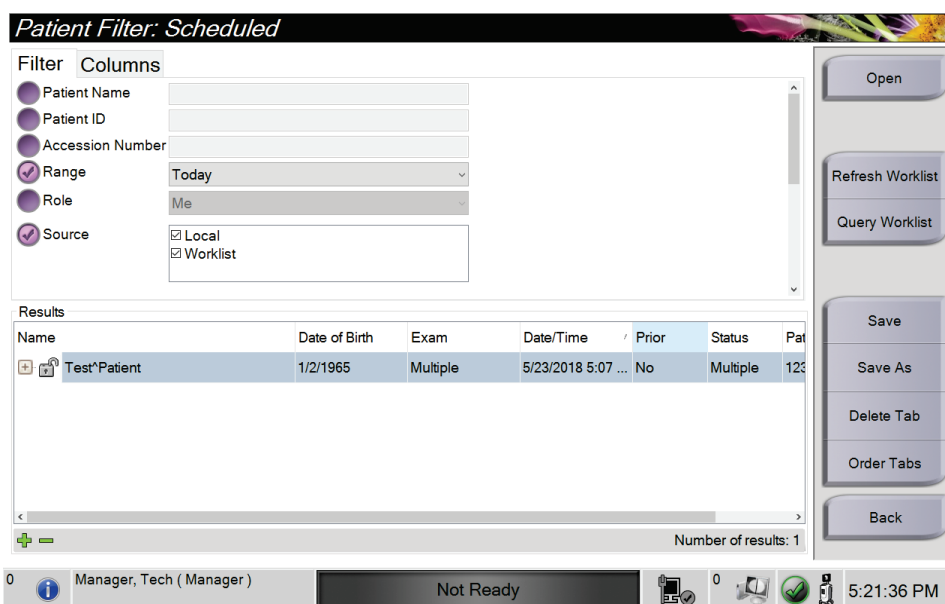 Patient Filter: Scheduled
Filter Columns
Patient Name
Patient ID
Accession Number
Range Today
Role Me
Source Local
Worklist
Open
Refresh Worklist
Query Worklist
Save
Save As
Delete Tab
Order Tabs
Back
Results
Name Date of Birth Exam Date/Time Prior Status Pat
Test^Patient 1/2/1965 Multiple 5/23/2018 5:07 ... No Multiple 123
Number of results: 1
0 Manager, Tech ( Manager ) Not Ready 0 5:21:36 PM